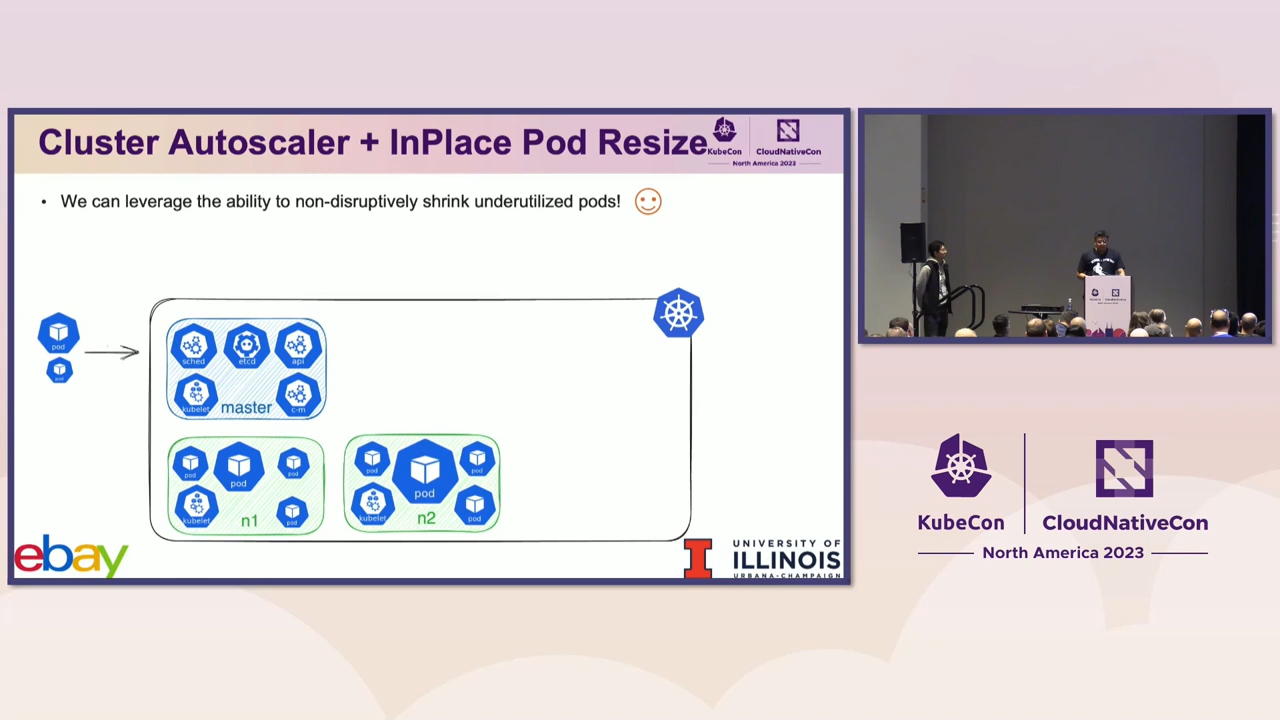 Cluster Autoscaler + InPlace Pod Resize
KubeCon
CloudNativeCon
North America 2023
• We can leverage the ability to non-disruptively shrink underutilized pods!
pod
pod
sched
etcd
api
kubelet
master
c-m
pod
pod
pod
kubelet
n1
pod
pod
pod
pod
kubelet
n2
pod
ebay
UNIVERSITY OF
ILLINOIS
URBANA-CHAMPAIGN
KubeCon
CloudNativeCon
North America 2023